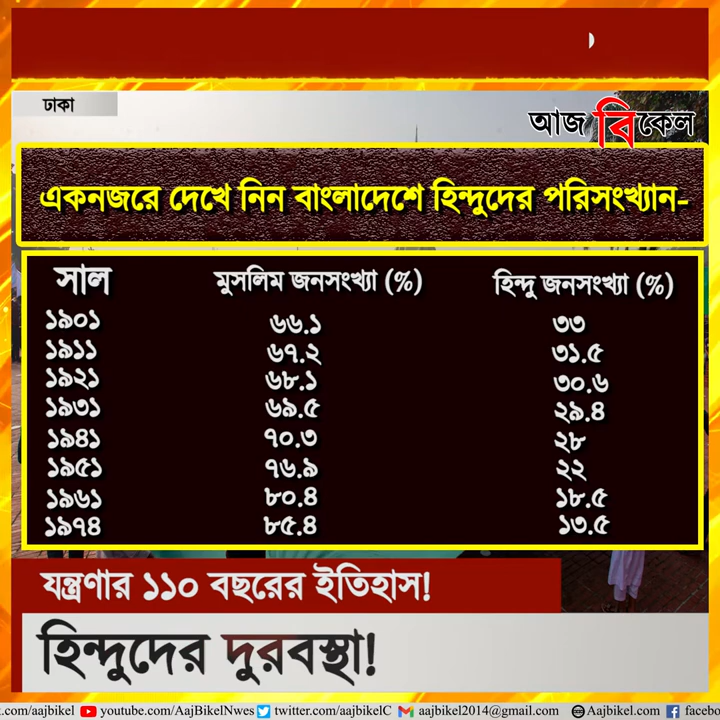 ঢাকা
আজ বিকেল
একনজরে দেখে নিন বাংলাদেশে হিন্দুদের পরিসংখ্যান-
সাল মুসলিম জনসংখ্যা (%) হিন্দু জনসংখ্যা (%)
১৯০১ ৬৬.১ ৩৩
১৯১১ ৬৭.২ ৩১.৫
১৯২১ ৬৮.১ ৩০.৬
১৯৩১ ৬৯.৫ ২৯.৪
১৯৪১ ৭০.৩ ২৮
১৯৫১ ৭৬.৯ ২২
১৯৬১ ৮০.৪ ১৮.৫
১৯৭৪ ৮৫.৪ ১৩.৫
যন্ত্রণার ১১০ বছরের ইতিহাস!
হিন্দুদের দুরবস্থা!
k.com/aajbikel youtube.com/AajBikelNwes twitter.com/aajbikelC aajbikel2014@gmail.com Aajbikel.com facebo